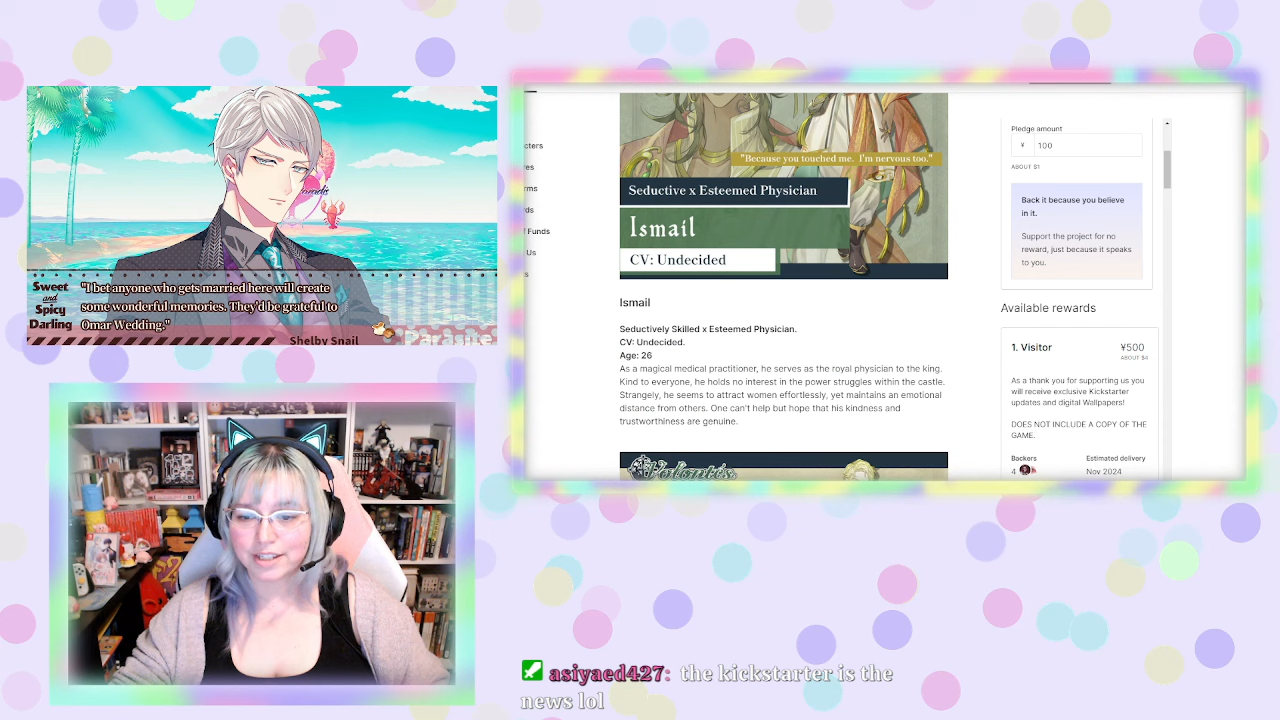 Sweet
and
Spicy
Darling
"I bet anyone who gets married here will create
some wonderful memories. They'd be grateful to
Omar Wedding."
Shelby Snail
Parasite
cters
res
rms
rds
f Funds
Us
s
"Because you touched me. I'm nervous too."
Seductive x Esteemed Physician
Ismail
CV: Undecided
Ismail
Seductively Skilled x Esteemed Physician.
CV: Undecided.
Age: 26
As a magical medical practitioner, he serves as the royal physician to the king.
Kind to everyone, he holds no interest in the power struggles within the castle.
Strangely, he seems to attract women effortlessly, yet maintains an emotional
distance from others. One can't help but hope that his kindness and
trustworthiness are genuine.
Pledge amount
¥ 100
ABOUT $1
Back it because you believe
in it.
Support the project for no
reward, just because it speaks
to you.
Available rewards
1. Visitor ¥500
ABOUT $4
As a thank you for supporting us you
will receive exclusive Kickstarter
updates and digital Wallpapers!
DOES NOT INCLUDE A COPY OF THE
GAME.
Backers Estimated delivery
4 Nov 2024
asiyaed427: the kickstarter is the
news lol